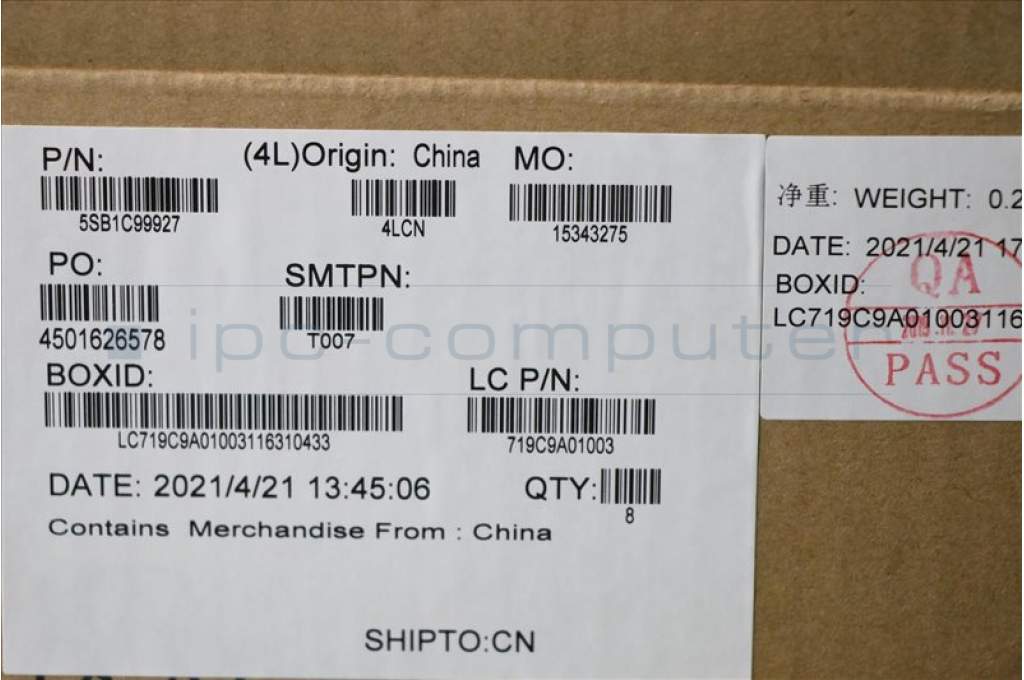 P/N: (4L)Origin: China MO:
5SB1C99927 4LCN 15343275
PO: SMTPN:
4501626578 T007
BOXID: LC P/N:
LC719C9A01003116310433 719C9A01003
DATE: 2021/4/21 13:45:06 QTY:
8
Contains Merchandise From : China
SHIPTO:CN
净重: WEIGHT: 0.2
DATE: 2021/4/21 17
BOXID:
LC719C9A01003116
QA
PASS
ipc-computer